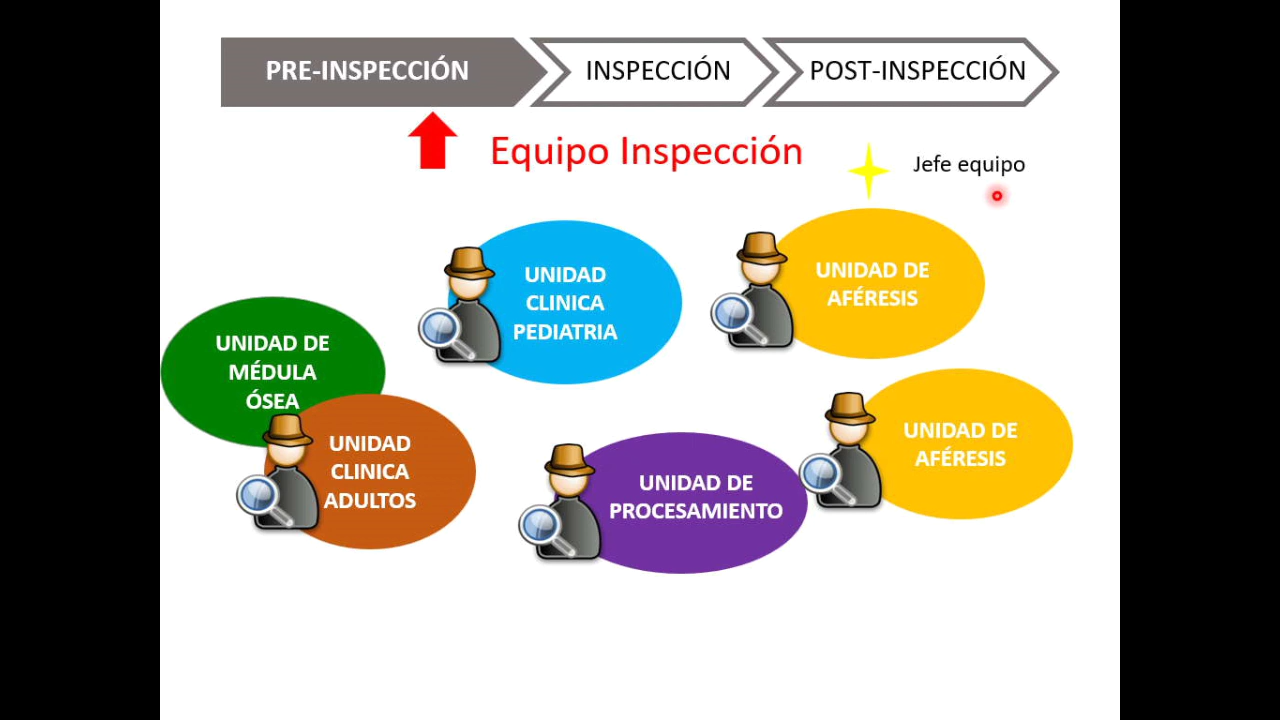 PRE-INSPECCIÓN
INSPECCIÓN
POST-INSPECCIÓN
Equipo Inspección
Jefe equipo
UNIDAD
CLINICA
PEDIATRIA
UNIDAD DE
AFÉRESIS
UNIDAD DE
MÉDULA
ÓSEA
UNIDAD
CLINICA
ADULTOS
UNIDAD DE
PROCESAMIENTO
UNIDAD DE
AFÉRESIS